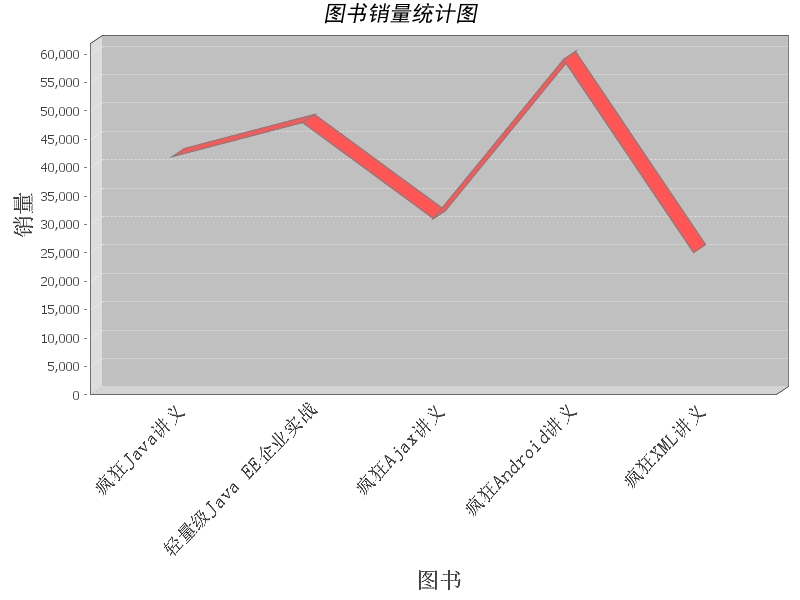 图书销量统计图
销量
60,000
55,000
50,000
45,000
40,000
35,000
30,000
25,000
20,000
15,000
10,000
5,000
0
疯狂Java讲义
轻量级Java EE企业实战
疯狂Ajax讲义
疯狂Android讲义
疯狂XML讲义
图书